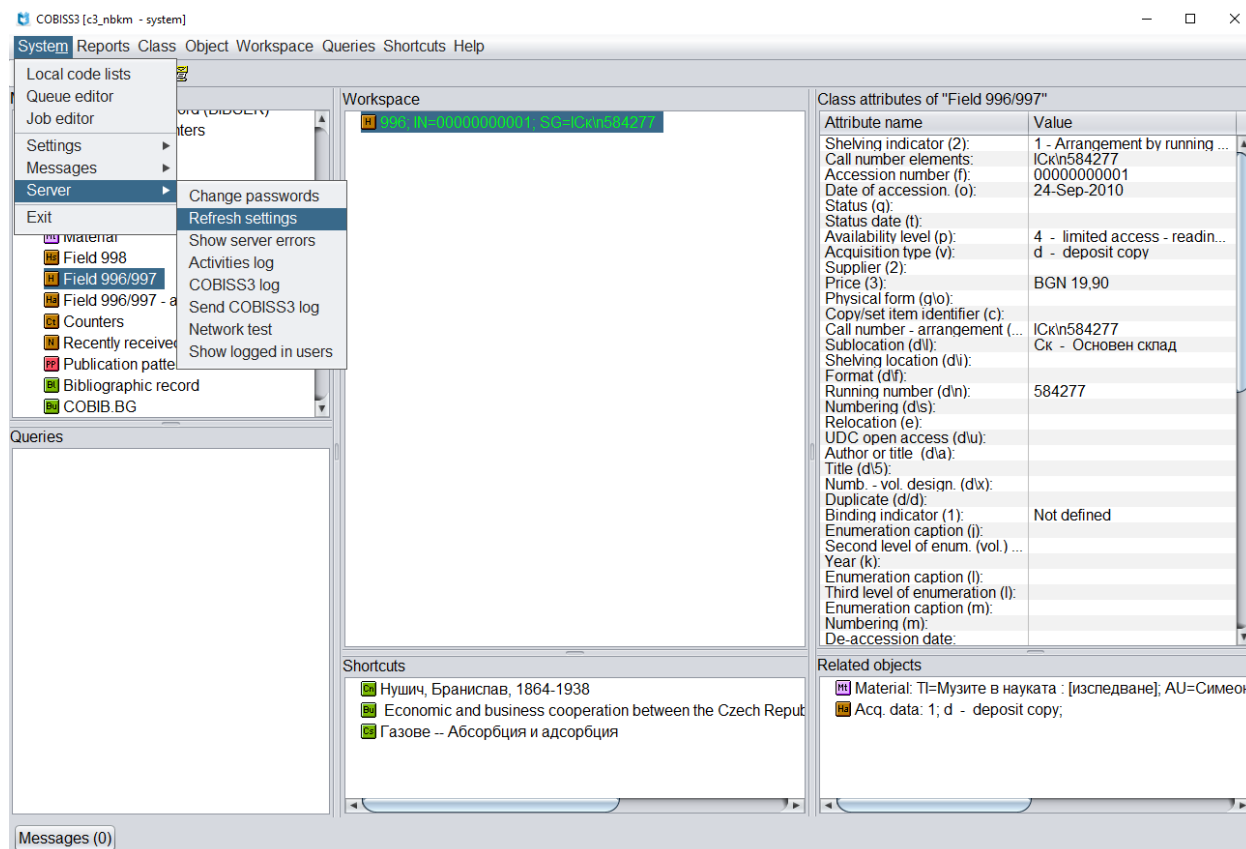 COBISS3 [c3_nbkm - system]
System Reports Class Object Workspace Queries Shortcuts Help
Local code lists
Queue editor
Job editor
Settings
Messages
Server
Exit
Change passwords
Refresh settings
Show server errors
Activities log
COBISS3 log
Send COBISS3 log
Network test
Show logged in users
Material
Field 998
Field 996/997
Field 996/997 - a
Counters
Recently received
Publication patte
Bibliographic record
COBIB.BG
Queries
Workspace
996; IN=00000000001; SG=ICк\n584277
Shortcuts
Нушич, Бранислав, 1864-1938
Economic and business cooperation between the Czech Repub
Газове -- Абсорбция и адсорбция
Class attributes of "Field 996/997"
Attribute name Value
Shelving indicator (2): 1 - Arrangement by running ...
Call number elements: ICк\n584277
Accession number (f): 00000000001
Date of accession. (o): 24-Sep-2010
Status (q):
Status date (t):
Availability level (p): 4 - limited access - readin...
Acquisition type (v): d - deposit copy
Supplier (2):
Price (3): BGN 19,90
Physical form (g\o):
Copy/set item identifier (c):
Call number - arrangement (... ICк\n584277
Sublocation (d\l): Ск - Основен склад
Shelving location (d\i):
Format (d\f):
Running number (d\n): 584277
Numbering (d\s):
Relocation (e):
UDC open access (d\u):
Author or title (d\a):
Title (d\5):
Numb. - vol. design. (d\x):
Duplicate (d/d):
Binding indicator (1): Not defined
Enumeration caption (j):
Second level of enum. (vol.) ...
Year (k):
Enumeration caption (l):
Third level of enumeration (l):
Enumeration caption (m):
Numbering (m):
De-accession date:
Related objects
Material: TI=Музите в науката : [изследване]; AU=Симеон
Acq. data: 1; d - deposit copy;
Messages (0)